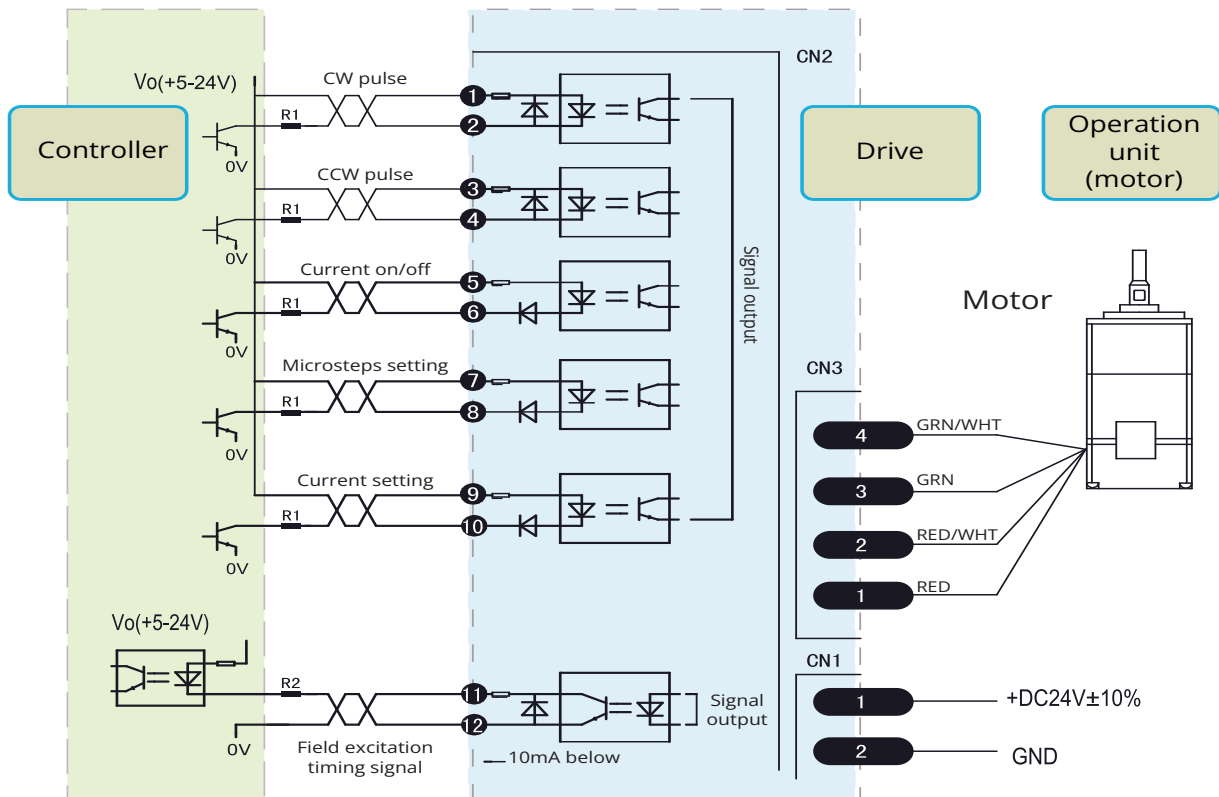 CN2
Vo(+5-24V)
CW pulse
1
R1
2
0V
Controller
Drive
Operation
unit
(motor)
CCW pulse
3
R1
4
0V
Signal output
Current on/off
5
R1
6
0V
Motor
Microsteps setting
7
R1
8
0V
CN3
4
GRN/WHT
3
GRN
2
RED/WHT
1
RED
Current setting
9
R1
10
0V
Vo(+5-24V)
R2
11
12
0V
Field excitation
timing signal
10mA below
Signal
output
CN1
1
+DC24V±10%
2
GND